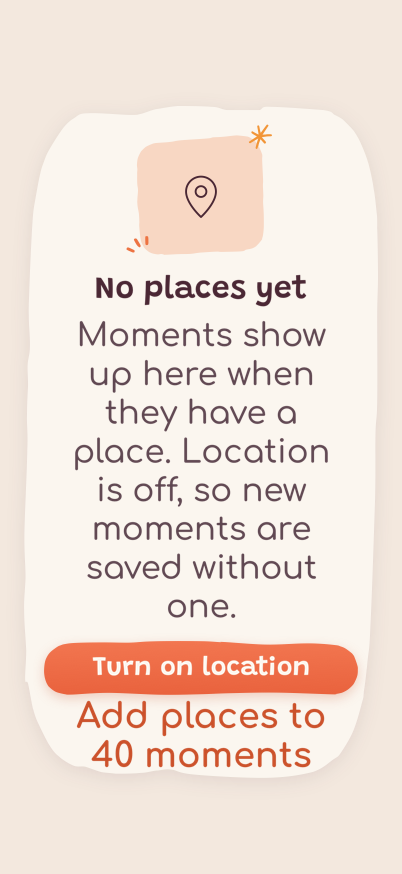 No places yet
Moments show
up here when
they have a
place. Location
is off, so new
moments are
saved without
one.
Turn on location
Add places to
40 moments